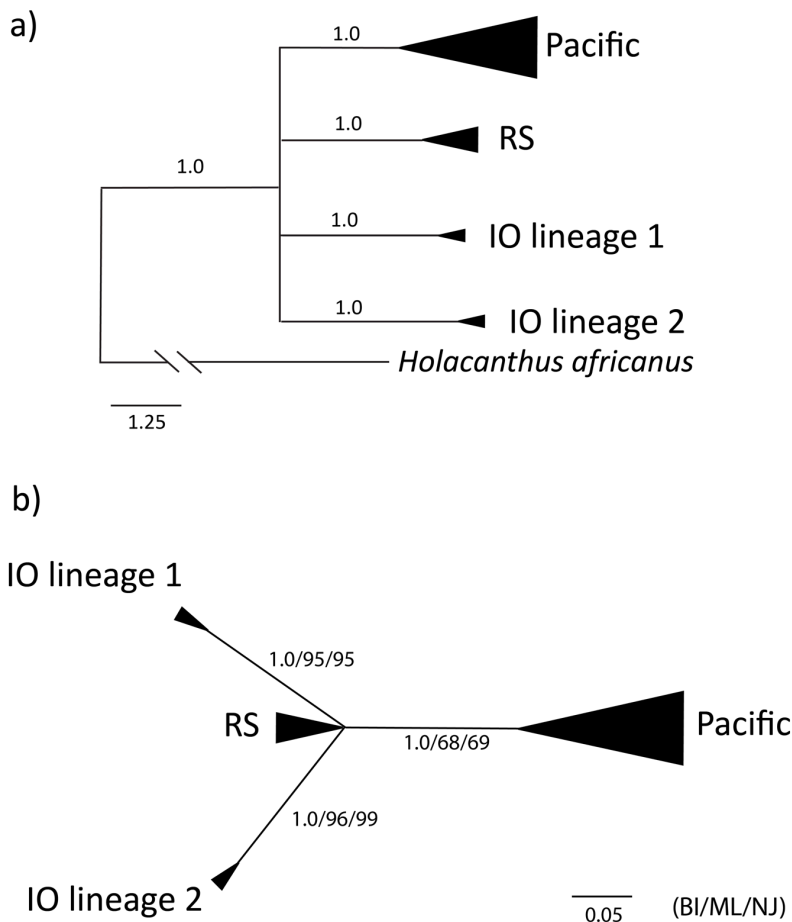 a)
1.0
Pacific
1.0
RS
1.0
1.0
IO lineage 1
1.0
IO lineage 2
Holacanthus africanus
1.25
b)
IO lineage 1
1.0/95/95
RS
Pacific
1.0/68/69
1.0/96/99
IO lineage 2
0.05
(BI/ML/NJ)